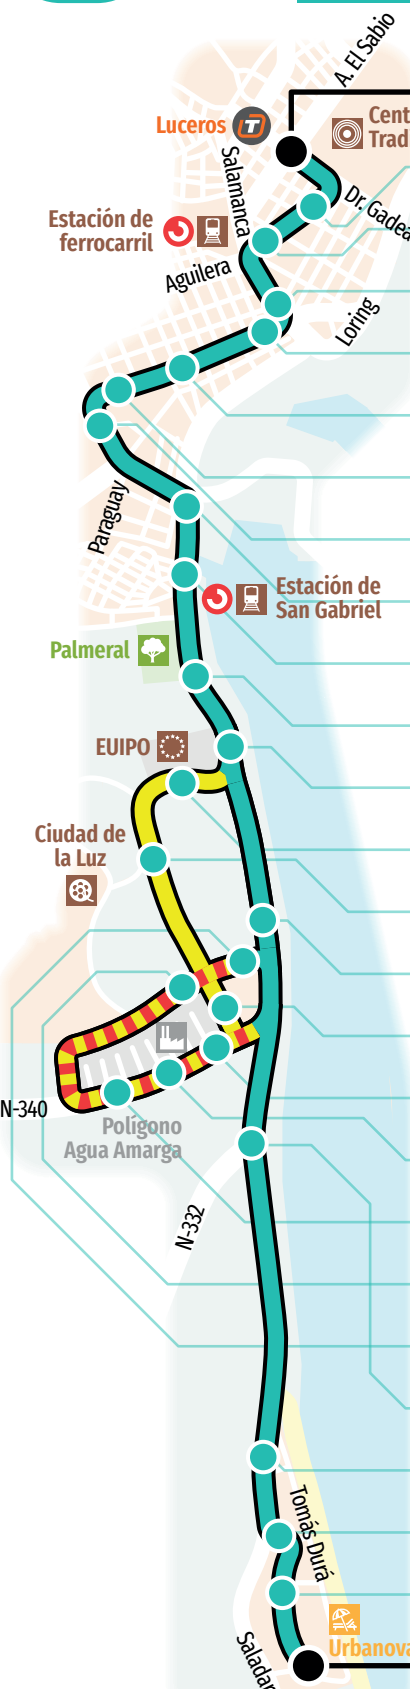 A. El Sabio
Luceros
Cent
Trad
Salamanca
Dr. Gadea
Estación de
ferrocarril
Aguilera
Loring
Paraguay
Estación de
San Gabriel
Palmeral
EUIPO
Ciudad de
la Luz
N-340
Polígono
Agua Amarga
N-332
Tomás Durá
Urbanova
Saladar